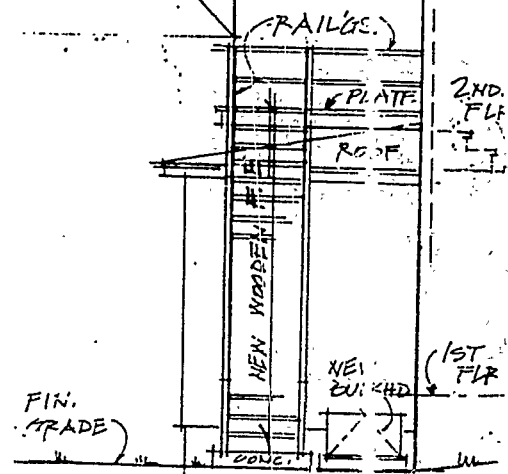 RAIL'GS.
PLATE
2ND.
FLR
ROOF
NEW WOODEN
NEW
BULKHD
1ST
FLR
FIN.
GRADE
CONC.